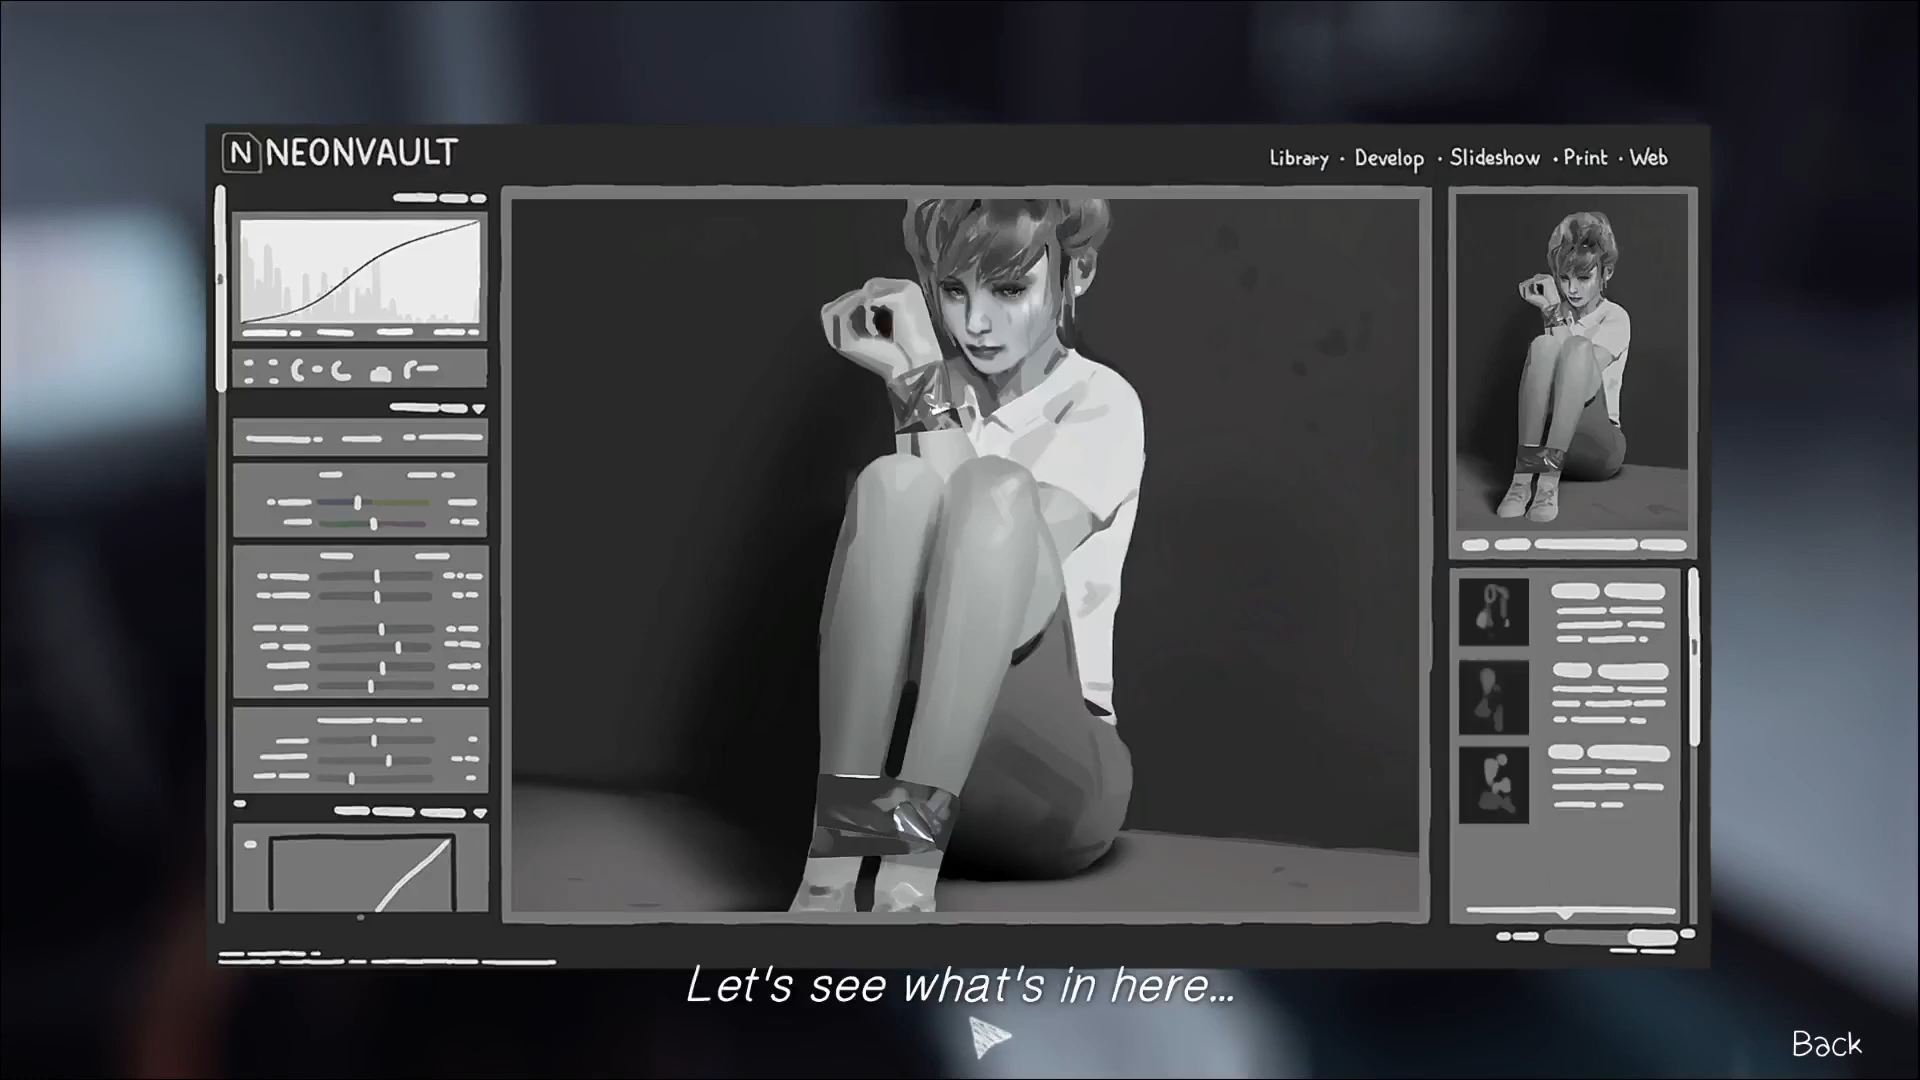 N NEONVAULT
Library · Develop · Slideshow · Print · Web
Let's see what's in here...
Back